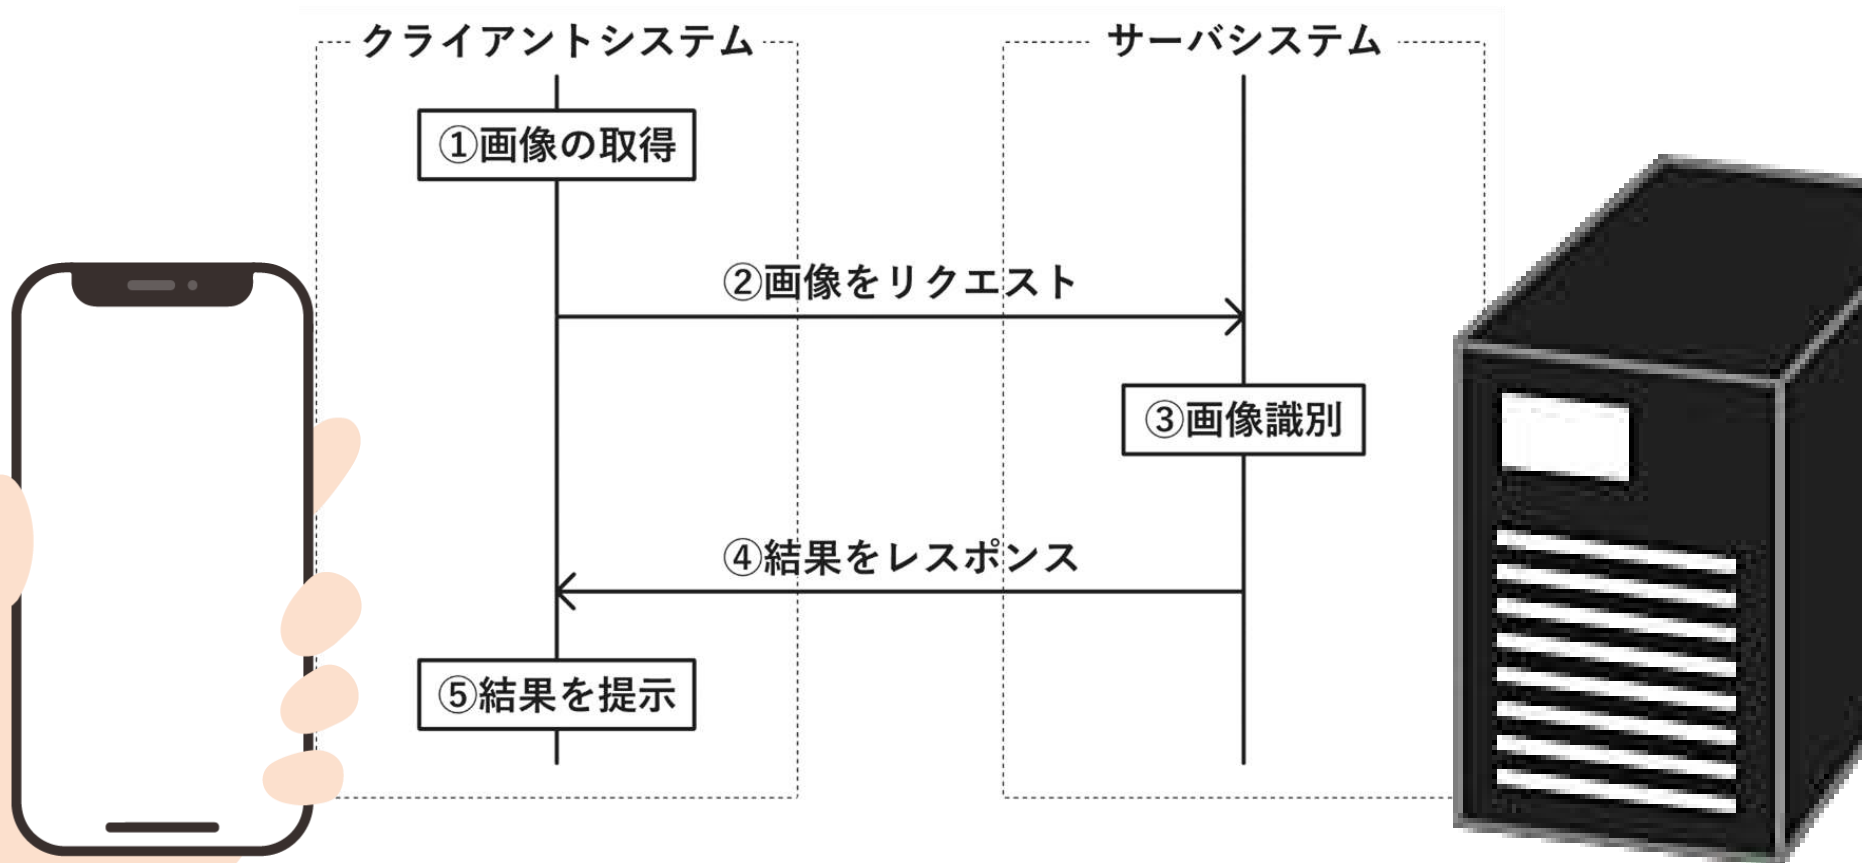 クライアントシステム
サーバシステム
①画像の取得
②画像をリクエスト
③画像識別
④結果をレスポンス
⑤結果を提示